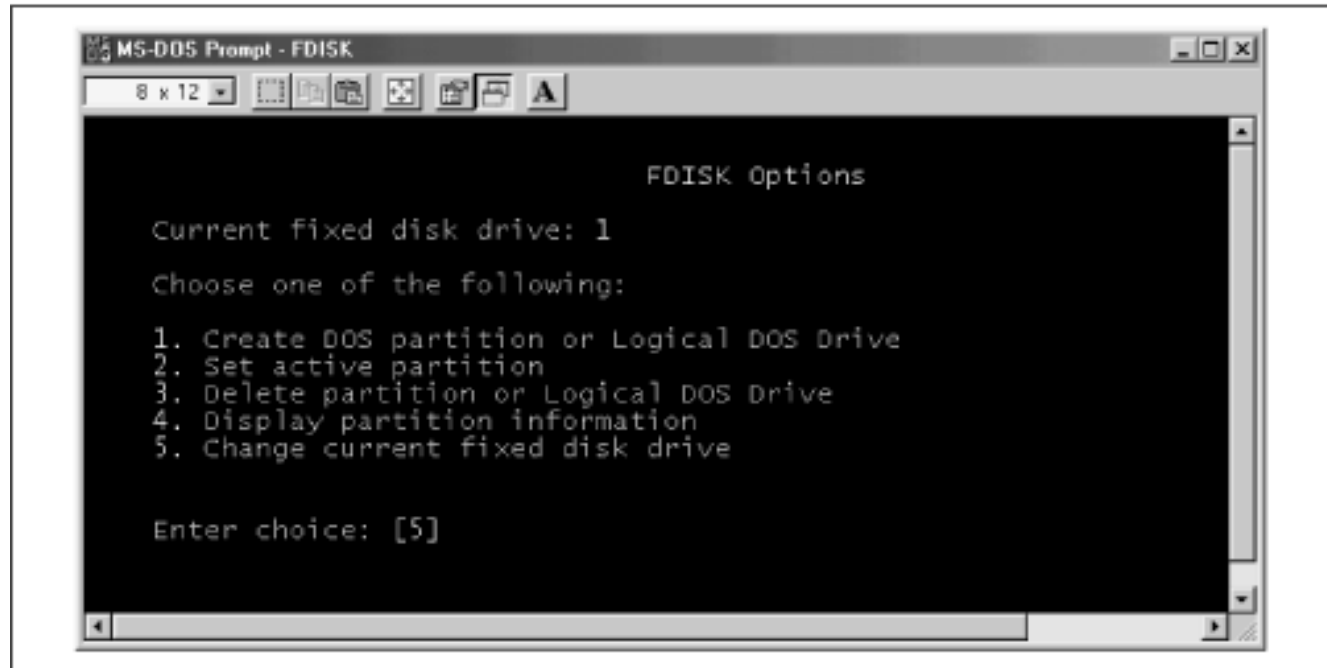 MS-DOS Prompt - FDISK
8 x 12
A
FDISK Options
Current fixed disk drive: 1
Choose one of the following:
1. Create DOS partition or Logical DOS Drive
2. Set active partition
3. Delete partition or Logical DOS Drive
4. Display partition information
5. Change current fixed disk drive
Enter choice: [5]